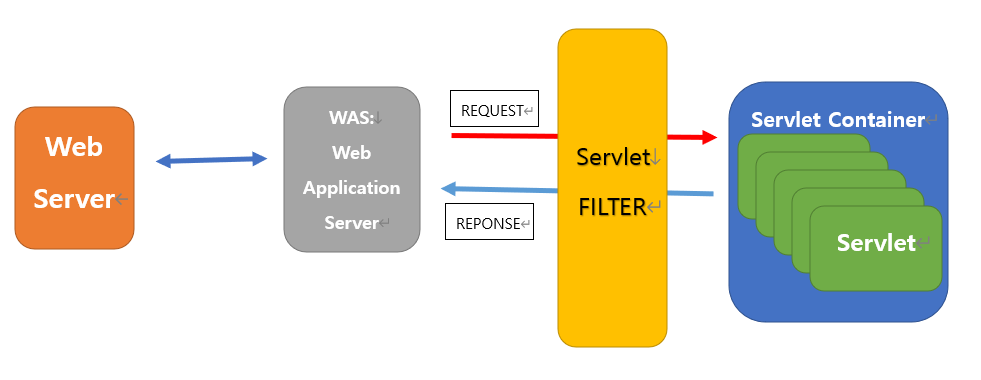 Web
Server
WAS:
Web
Application
Server
REQUEST
REPONSE
Servlet
FILTER
Servlet Container
Servlet